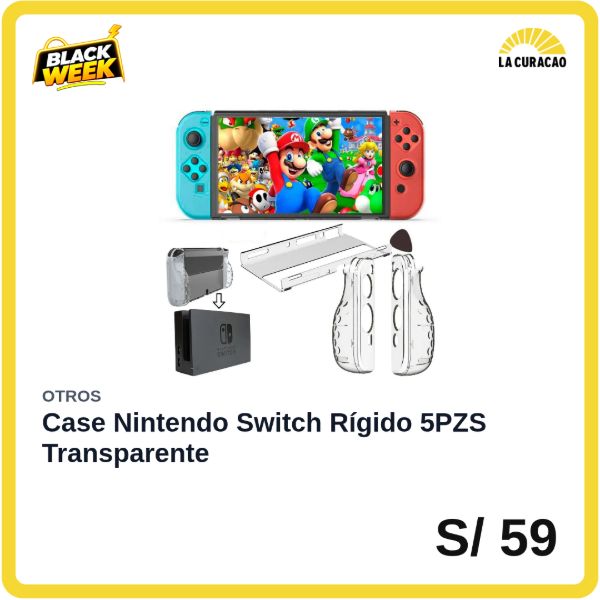 BLACK
WEEK
LA CURACAO
OTROS
Case Nintendo Switch Rígido 5PZS
Transparente
S/ 59